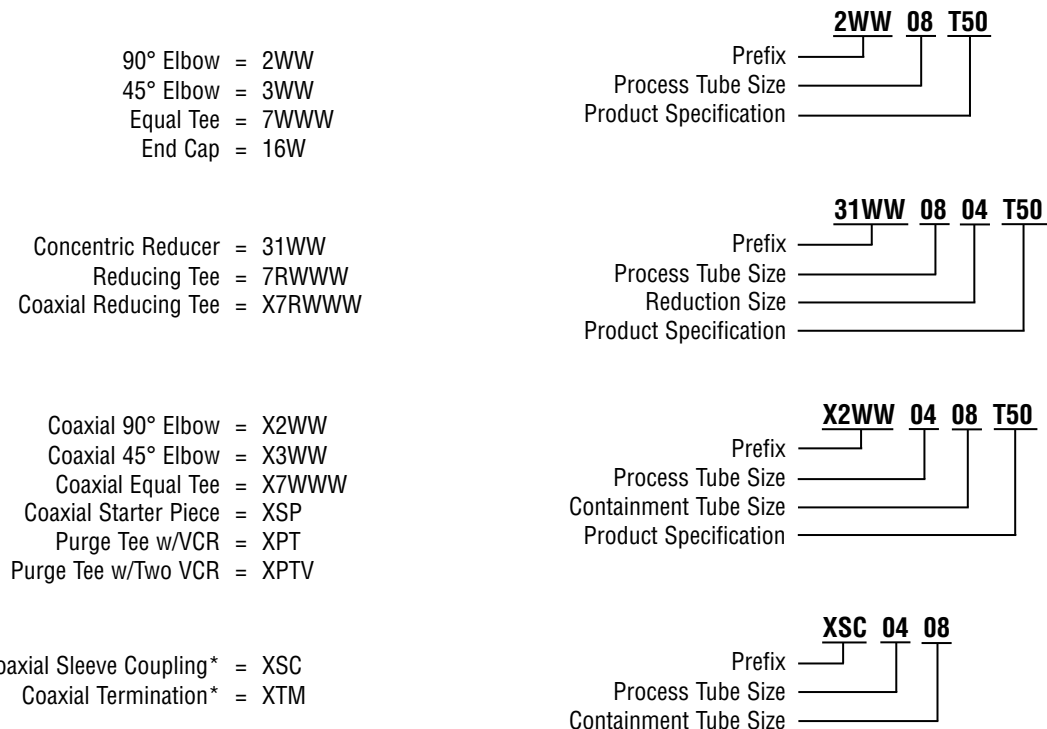 90° Elbow = 2WW
45° Elbow = 3WW
Equal Tee = 7WWW
End Cap = 16W
2WW 08 T50
Prefix
Process Tube Size
Product Specification
Concentric Reducer = 31WW
Reducing Tee = 7RWWW
Coaxial Reducing Tee = X7RWWW
31WW 08 04 T50
Prefix
Process Tube Size
Reduction Size
Product Specification
Coaxial 90° Elbow = X2WW
Coaxial 45° Elbow = X3WW
Coaxial Equal Tee = X7WWW
Coaxial Starter Piece = XSP
Purge Tee w/VCR = XPT
Purge Tee w/Two VCR = XPTV
X2WW 04 08 T50
Prefix
Process Tube Size
Containment Tube Size
Product Specification
oaxial Sleeve Coupling* = XSC
Coaxial Termination* = XTM
XSC 04 08
Prefix
Process Tube Size
Containment Tube Size